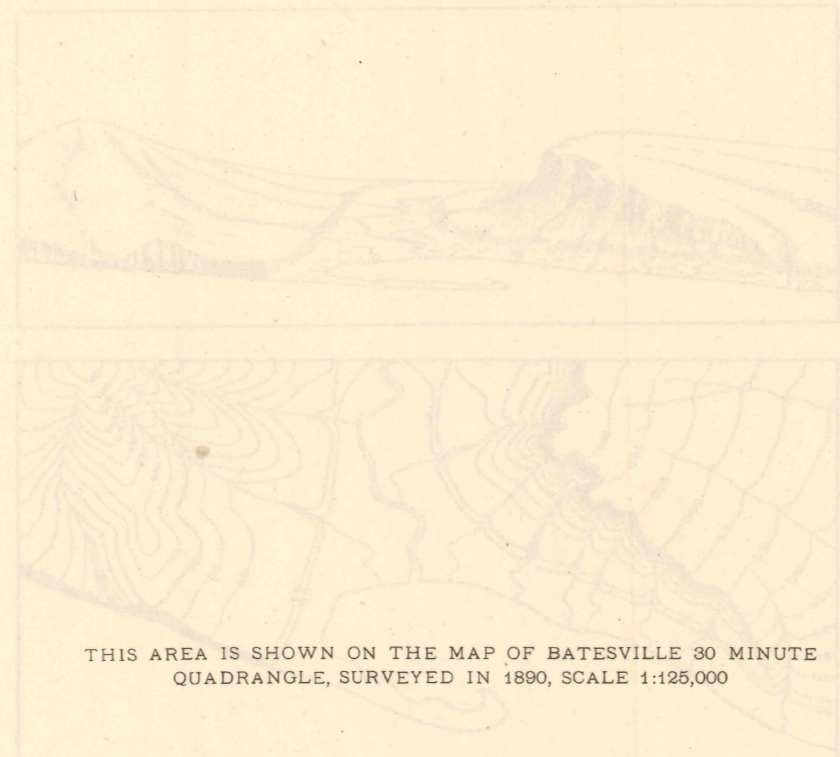 THIS AREA IS SHOWN ON THE MAP OF BATESVILLE 30 MINUTE
QUADRANGLE, SURVEYED IN 1890, SCALE 1:125,000